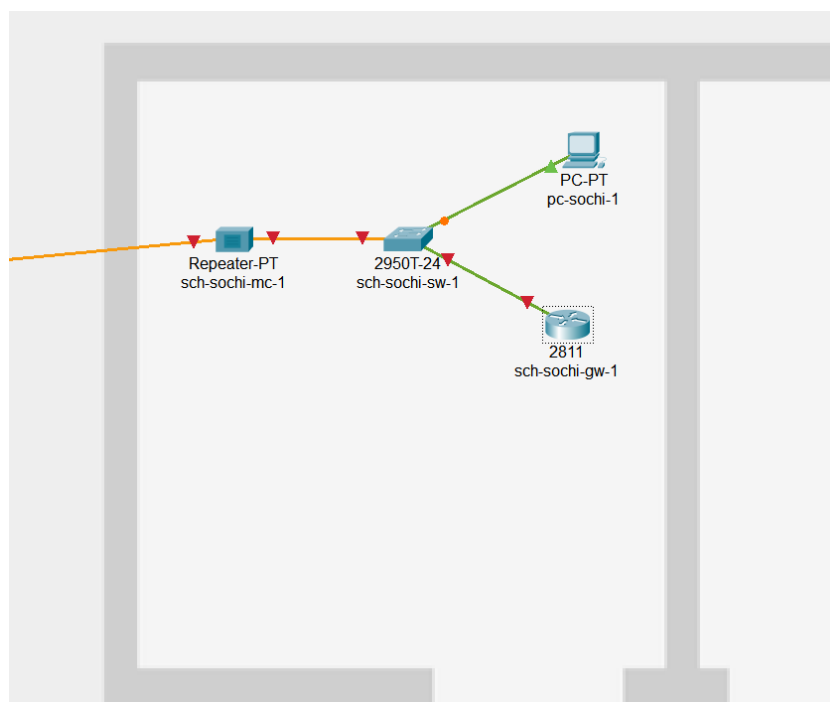 PC-PT
pc-sochi-1
Repeater-PT
sch-sochi-mc-1
2950T-24
sch-sochi-sw-1
2811
sch-sochi-gw-1